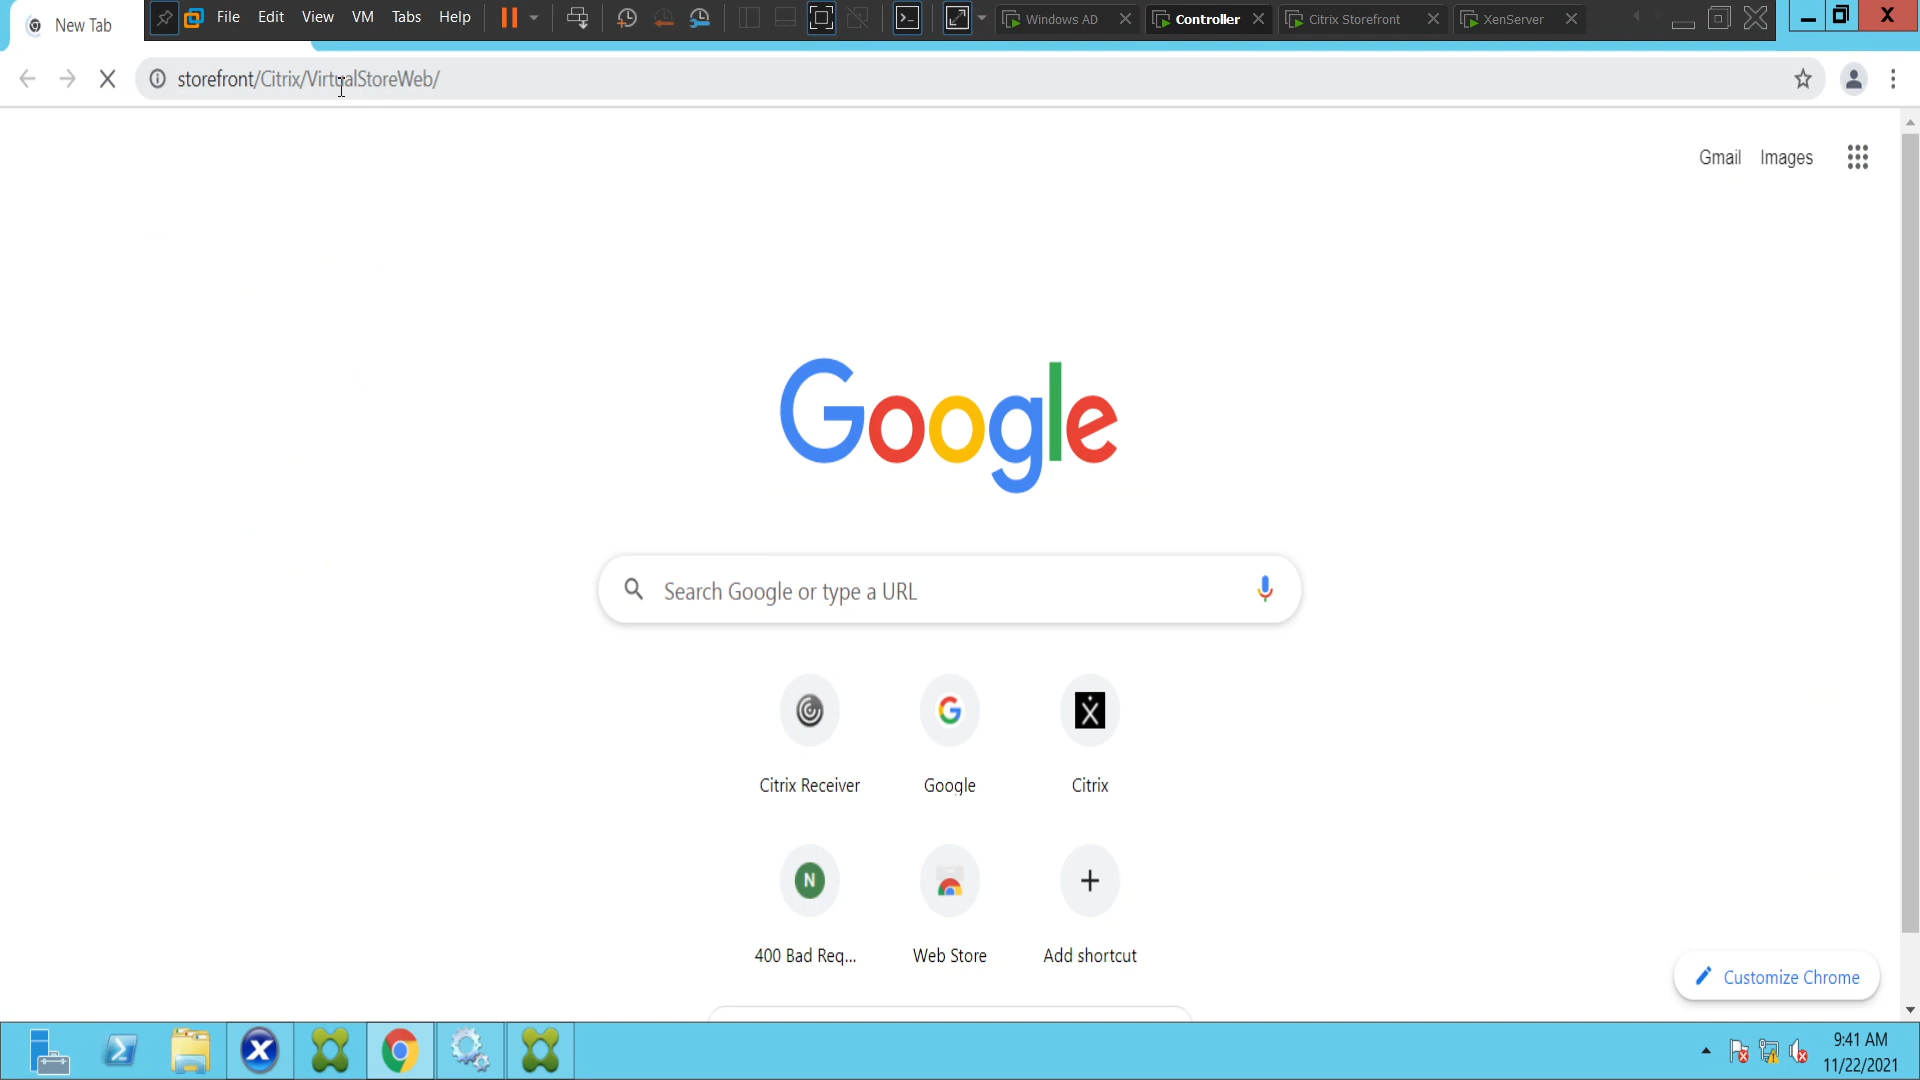 New Tab
File Edit View VM Tabs Help
Windows AD
Controller
Citrix Storefront
XenServer
storefront/Citrix/VirtualStoreWeb/
Gmail Images
Google
Search Google or type a URL
Citrix Receiver
Google
Citrix
N
400 Bad Req...
Web Store
Add shortcut
Customize Chrome
9:41 AM
11/22/2021